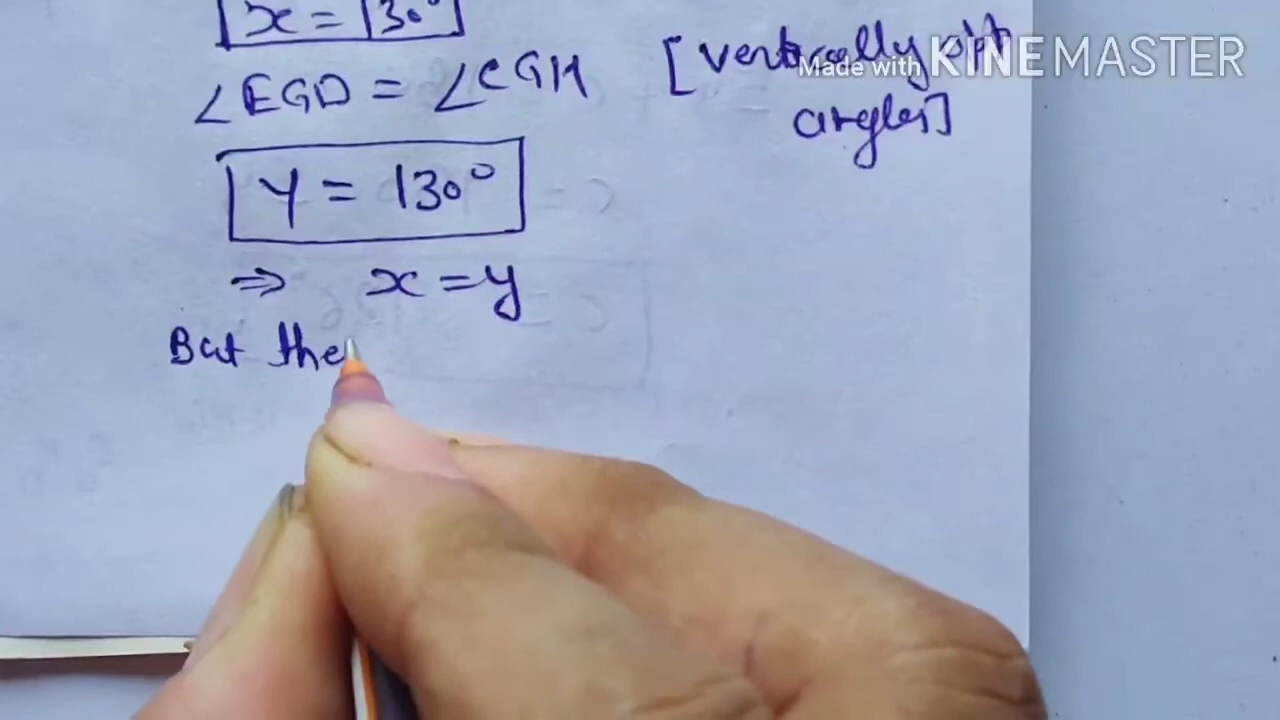 x = 130°
∠EGD = ∠CGH [vertically opp
angles]
Made with KINEMASTER
Y = 130°
⇒ x = y
But the